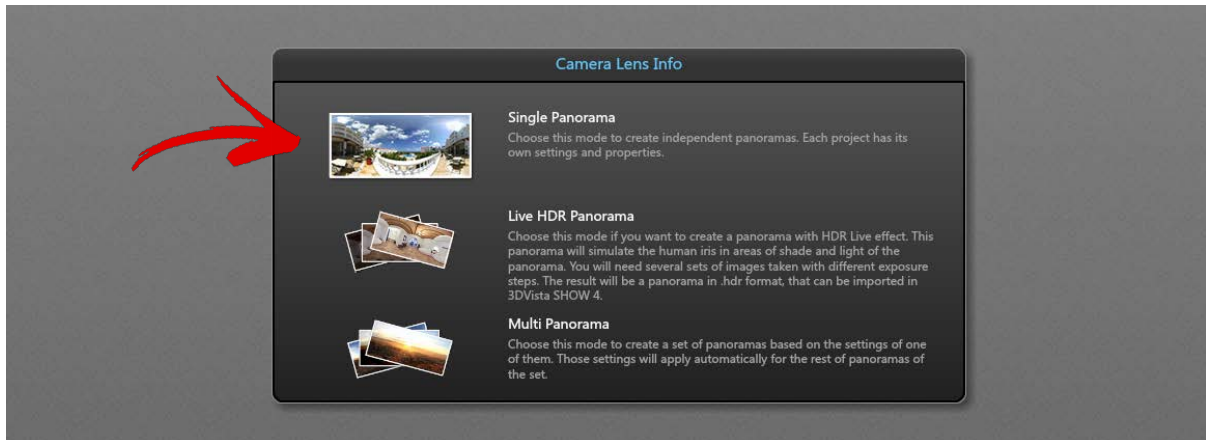 Camera Lens Info
Single Panorama
Choose this mode to create independent panoramas. Each project has its
own settings and properties.
Live HDR Panorama
Choose this mode if you want to create a panorama with HDR Live effect. This
panorama will simulate the human iris in areas of shade and light of the
panorama. You will need several sets of images taken with different exposure
steps. The result will be a panorama in .hdr format, that can be imported in
3DVista SHOW 4.
Multi Panorama
Choose this mode to create a set of panoramas based on the settings of one
of them. Those settings will apply automatically for the rest of panoramas of
the set.